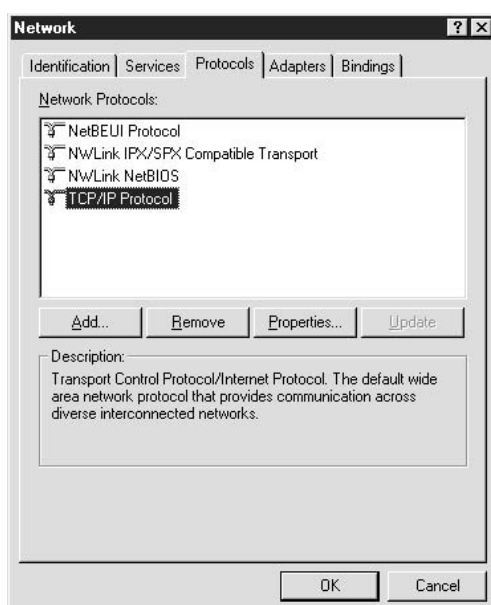 Network
? X
Identification Services Protocols Adapters Bindings
Network Protocols:
NetBEUI Protocol
NWLink IPX/SPX Compatible Transport
NWLink NetBIOS
TCP/IP Protocol
Add... Remove Properties... Update
Description:
Transport Control Protocol/Internet Protocol. The default wide
area network protocol that provides communication across
diverse interconnected networks.
OK Cancel